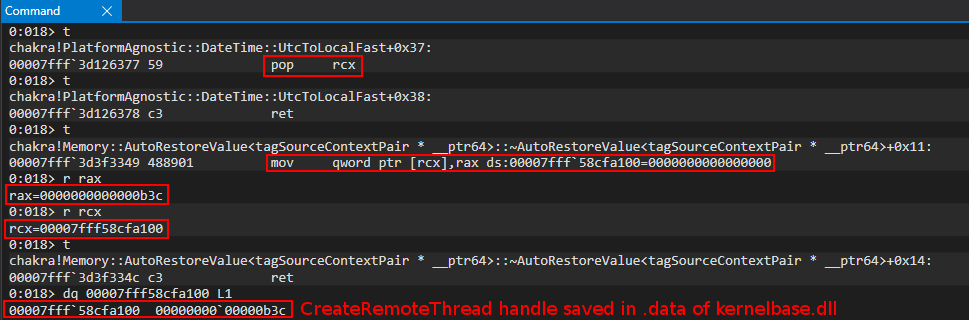 Command ×
0:018> t
chakra!PlatformAgnostic::DateTime::UtcToLocalFast+0x37:
00007fff`3d126377 59 pop rcx
0:018> t
chakra!PlatformAgnostic::DateTime::UtcToLocalFast+0x38:
00007fff`3d126378 c3 ret
0:018> t
chakra!Memory::AutoRestoreValue<tagSourceContextPair * __ptr64>::~AutoRestoreValue<tagSourceContextPair * __ptr64>+0x11:
00007fff`3d3f3349 488901 mov qword ptr [rcx],rax ds:00007fff`58cfa100=0000000000000000
0:018> r rax
rax=0000000000000b3c
0:018> r rcx
rcx=00007fff58cfa100
0:018> t
chakra!Memory::AutoRestoreValue<tagSourceContextPair * __ptr64>::~AutoRestoreValue<tagSourceContextPair * __ptr64>+0x14:
00007fff`3d3f334c c3 ret
0:018> dq 00007fff58cfa100 L1
00007fff`58cfa100 00000000`00000b3c CreateRemoteThread handle saved in .data of kernelbase.dll